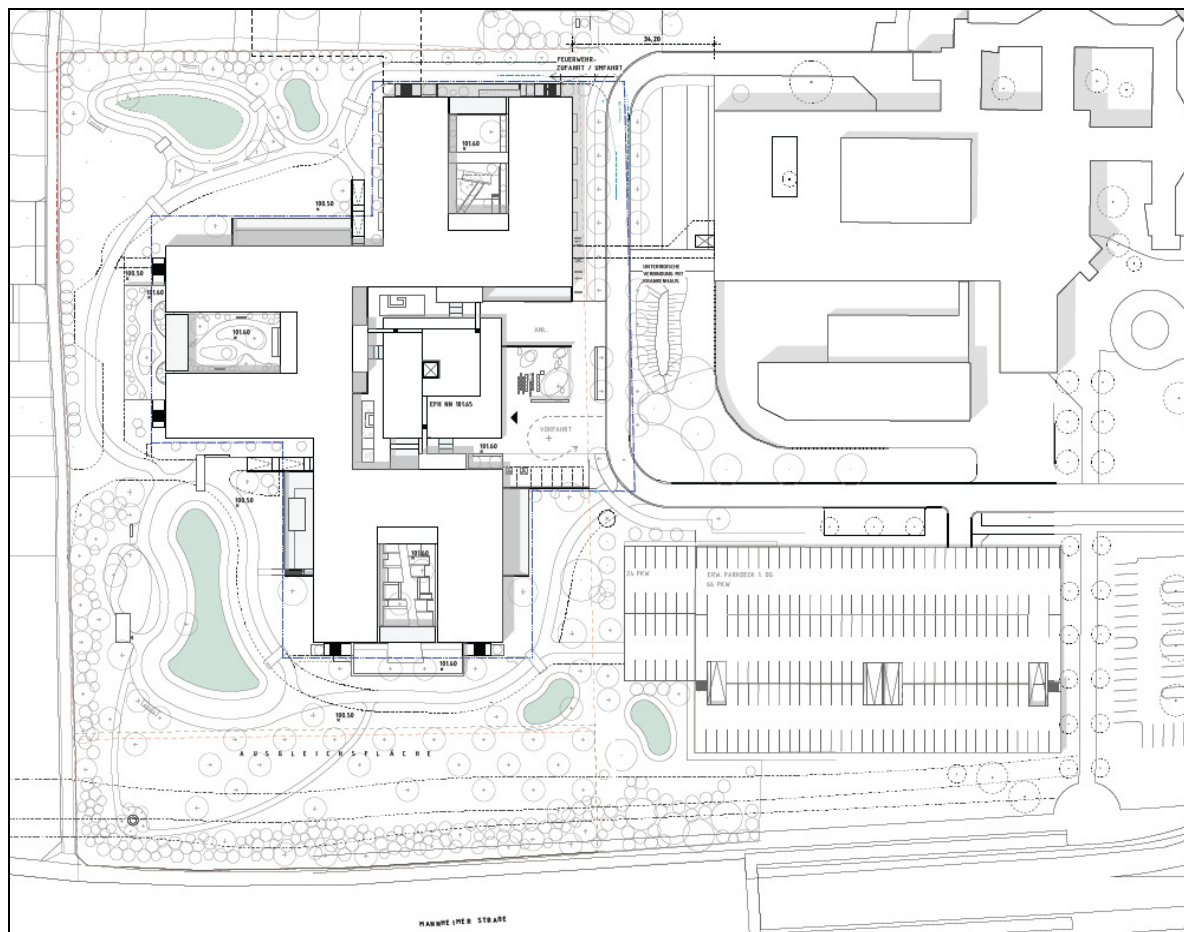 34,20
FEUERWEHR-
ZUFAHRT / UMFAHRT
101.60
100.50
100.50
101.60
UNTERIRDISCHE
VERBINDUNG MIT
KRANKENHAUS
101.60
ANL.
EFH NN 101.65
VORFAHRT
101.60
100.50
101.60
24 PKW
ERW. PARKDECK 1. OG
66 PKW
101.60
100.50
AUSGLEICHSFLÄCHE
MANNHEIMER STRAßE